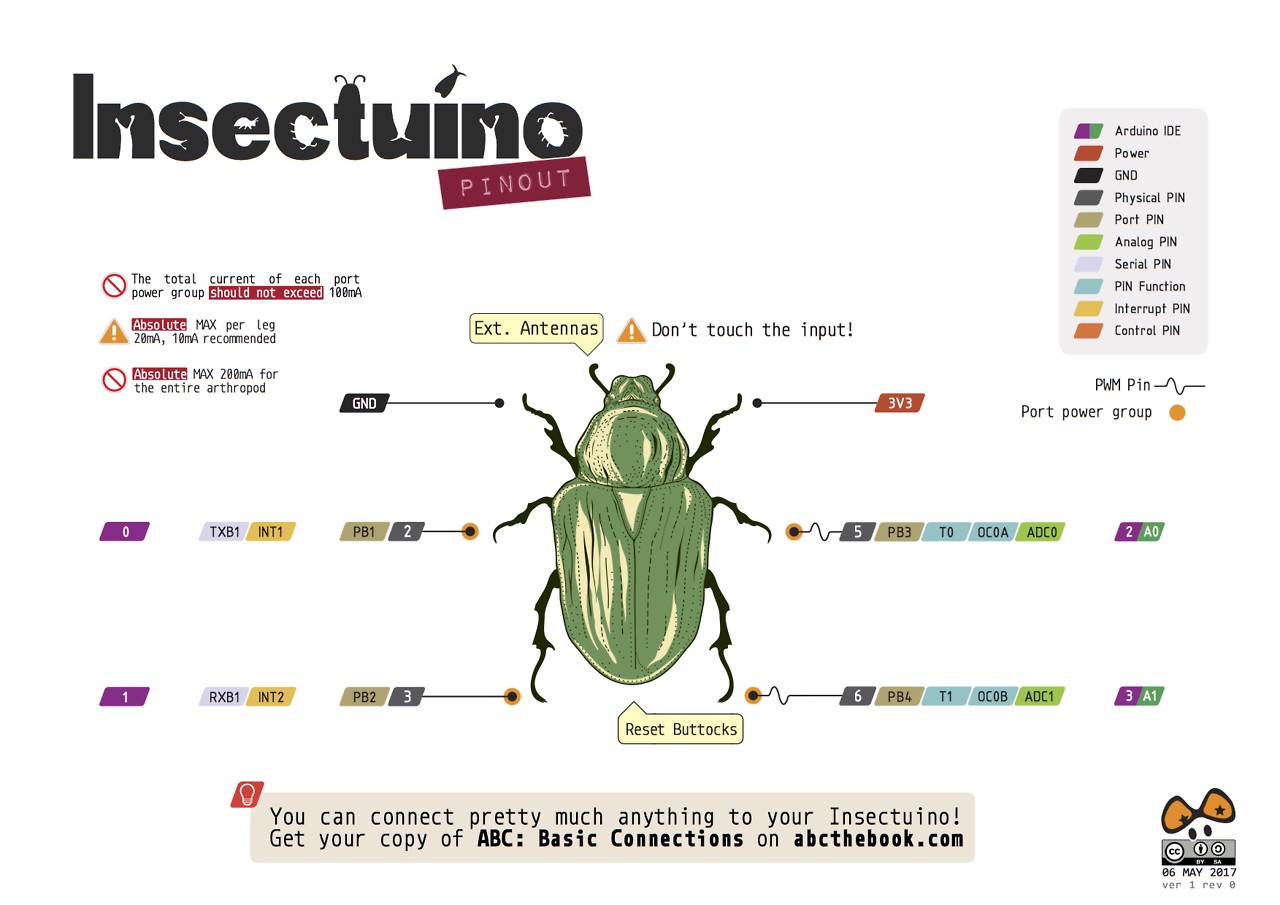 Insectuino
PINOUT
Arduino IDE
Power
GND
Physical PIN
Port PIN
Analog PIN
Serial PIN
PIN Function
Interrupt PIN
Control PIN
PWM Pin
Port power group
The total current of each port
power group should not exceed 100mA
Absolute MAX per leg
20mA, 10mA recommended
Absolute MAX 200mA for
the entire arthropod
Ext. Antennas
Don't touch the input!
GND
3V3
0 TXB1 INT1 PB1 2
5 PB3 T0 OC0A ADC0 2 A0
1 RXB1 INT2 PB2 3
6 PB4 T1 OC0B ADC1 3 A1
Reset Buttocks
You can connect pretty much anything to your Insectuino!
Get your copy of ABC: Basic Connections on abcthebook.com
cc BY SA
06 MAY 2017
ver 1 rev 0